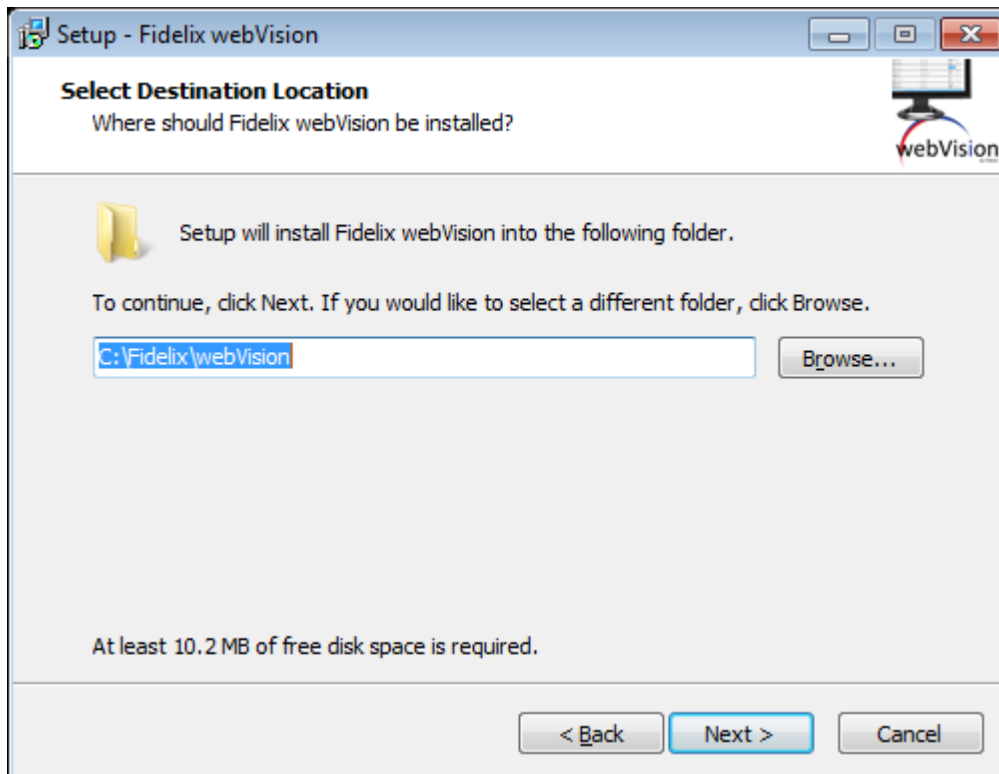 Setup - Fidelix webVision
Select Destination Location
Where should Fidelix webVision be installed?
webVision
Setup will install Fidelix webVision into the following folder.
To continue, click Next. If you would like to select a different folder, click Browse.
C:\Fidelix\webVision
Browse...
At least 10.2 MB of free disk space is required.
< Back
Next >
Cancel